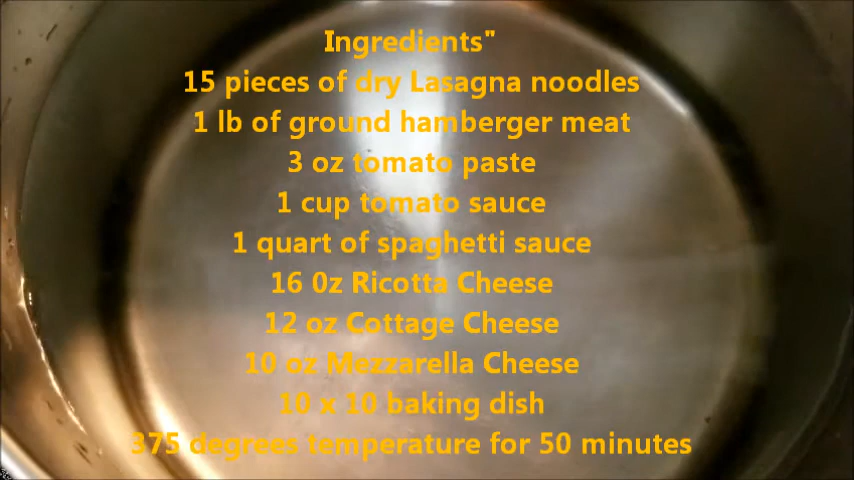 Ingredients"
15 pieces of dry Lasagna noodles
1 lb of ground hamberger meat
3 oz tomato paste
1 cup tomato sauce
1 quart of spaghetti sauce
16 0z Ricotta Cheese
12 oz Cottage Cheese
10 oz Mezzarella Cheese
10 x 10 baking dish
375 degrees temperature for 50 minutes